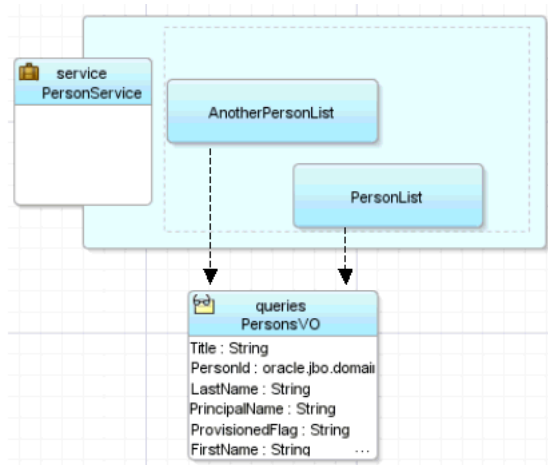 service
PersonService
AnotherPersonList
PersonList
queries
PersonsVO
Title : String
PersonId : oracle.jbo.domain
LastName : String
PrincipalName : String
ProvisionedFlag : String
FirstName : String ...